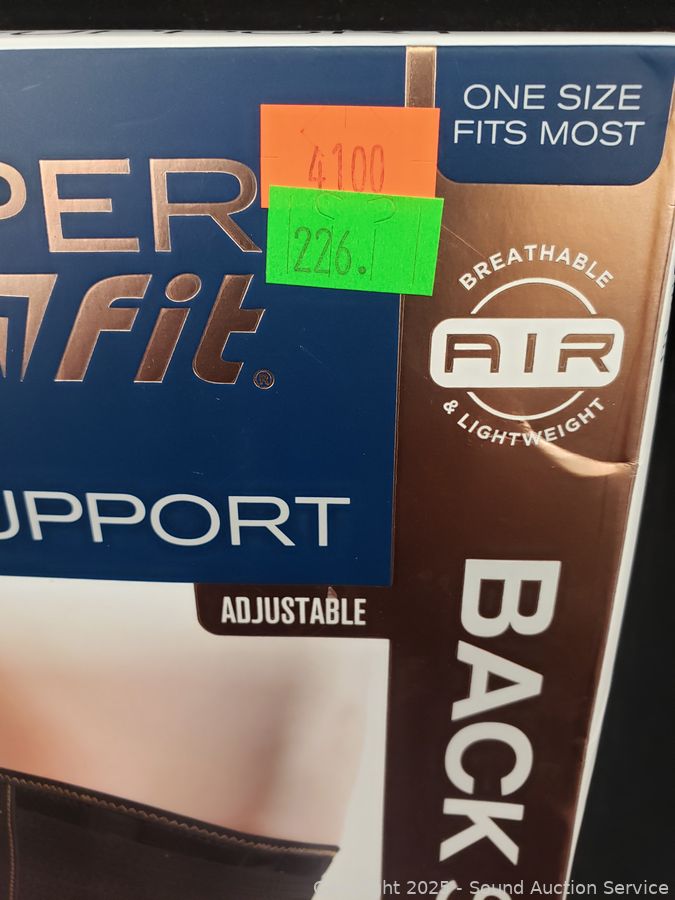 ONE SIZE
FITS MOST
4100
226.
PER
Fit®
BREATHABLE
AIR
& LIGHTWEIGHT
UPPORT
ADJUSTABLE
BACK S
Copyright 2025 - Sound Auction Service